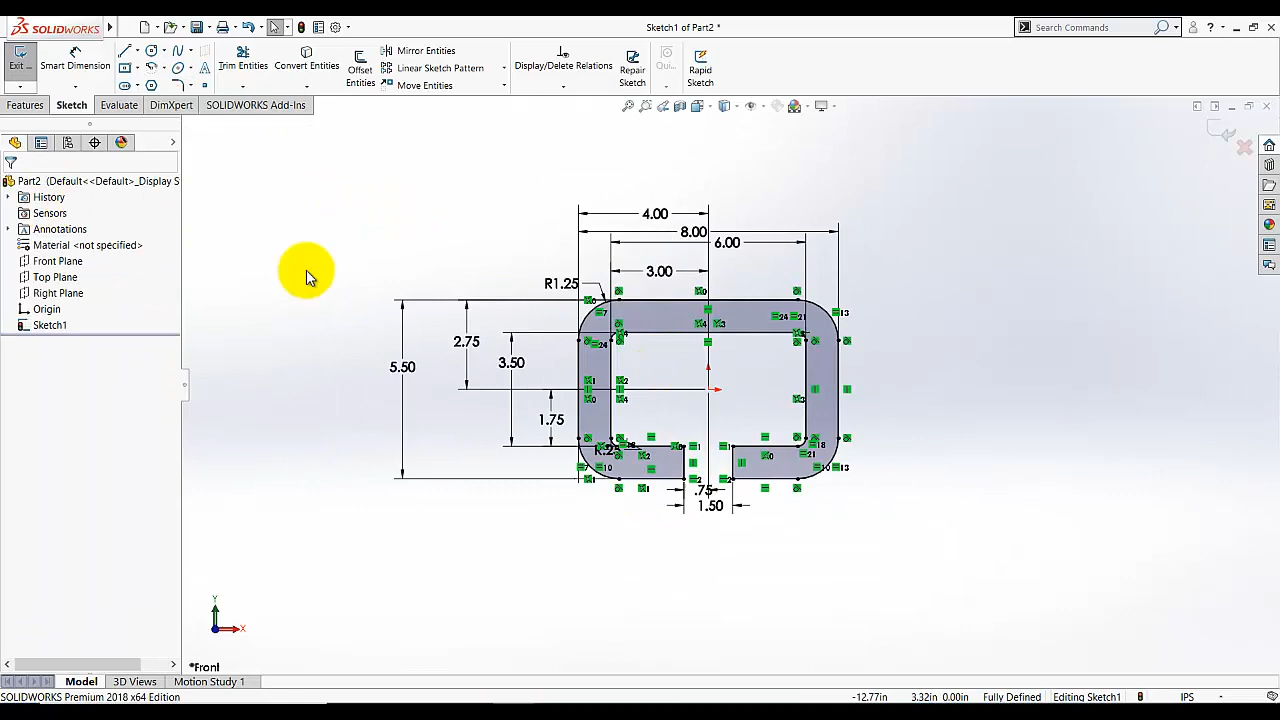 SOLIDWORKS
Sketch1 of Part2 *
Search Commands
Exit ...
Smart Dimension
Trim Entities
Convert Entities
Offset Entities
Mirror Entities
Linear Sketch Pattern
Move Entities
Display/Delete Relations
Repair Sketch
Qui...
Rapid Sketch
Features
Sketch
Evaluate
DimXpert
SOLIDWORKS Add-Ins
Part2 (Default<<Default>_Display S
History
Sensors
Annotations
Material <not specified>
Front Plane
Top Plane
Right Plane
Origin
Sketch1
4.00
8.00
6.00
3.00
R1.25
2.75
3.50
5.50
1.75
.75
1.50
Y
X
*Front
Model
3D Views
Motion Study 1
SOLIDWORKS Premium 2018 x64 Edition
-12.77in
3.32in 0.00in
Fully Defined
Editing Sketch1
IPS